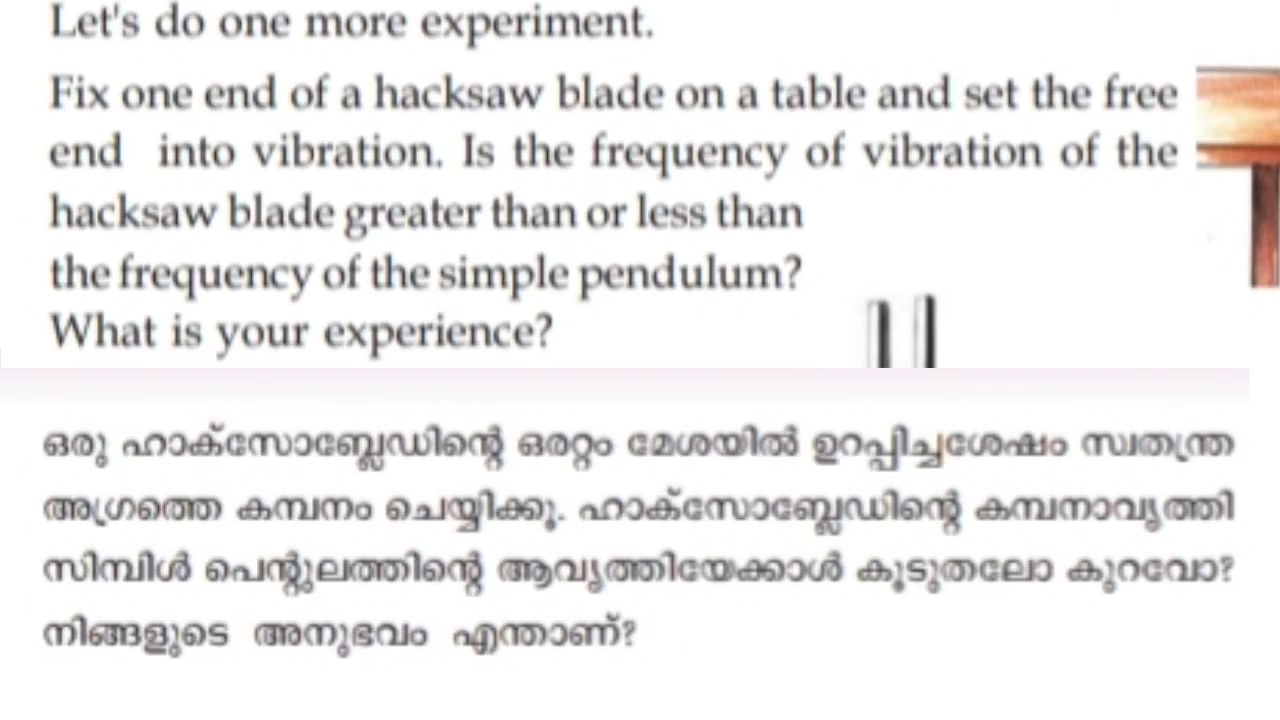 Let's do one more experiment.
Fix one end of a hacksaw blade on a table and set the free
end into vibration. Is the frequency of vibration of the
hacksaw blade greater than or less than
the frequency of the simple pendulum?
What is your experience?
ഒരു ഹാക്സോബ്ലേഡിന്റെ ഒരറ്റം മേശയിൽ ഉറപ്പിച്ചശേഷം സ്വതന്ത്ര
അഗ്രത്തെ കമ്പനം ചെയ്യിക്കൂ. ഹാക്സോബ്ലേഡിന്റെ കമ്പനാവൃത്തി
സിമ്പിൾ പെന്റുലത്തിന്റെ ആവൃത്തിയേക്കാൾ കൂടുതലോ കുറവോ?
നിങ്ങളുടെ അനുഭവം എന്താണ്?